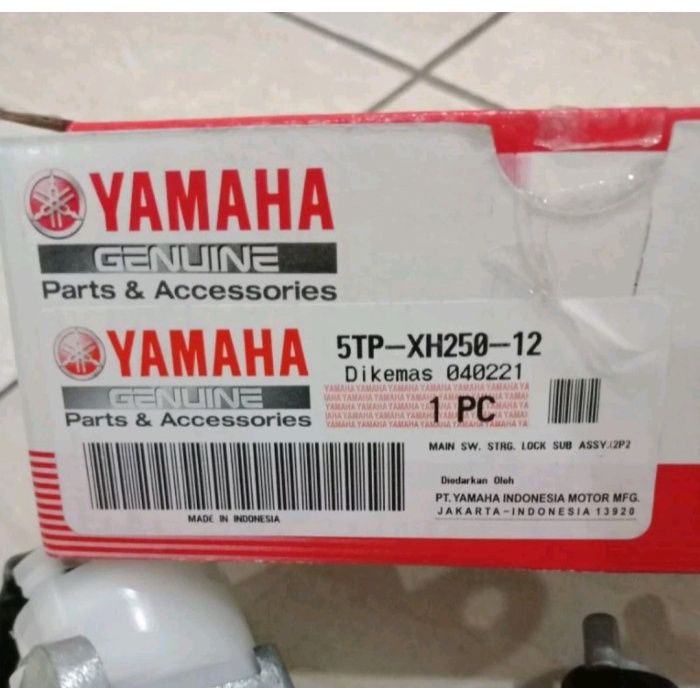 YAMAHA
GENUINE
Parts & Accessories
YAMAHA
GENUINE
Parts & Accessories
5TP-XH250-12
Dikemas 040221
1 PC
MAIN SW. STRG. LOCK SUB ASSY.(2P2
Diedarkan Oleh
PT. YAMAHA INDONESIA MOTOR MFG.
JAKARTA-INDONESIA 13920
MADE IN INDONESIA